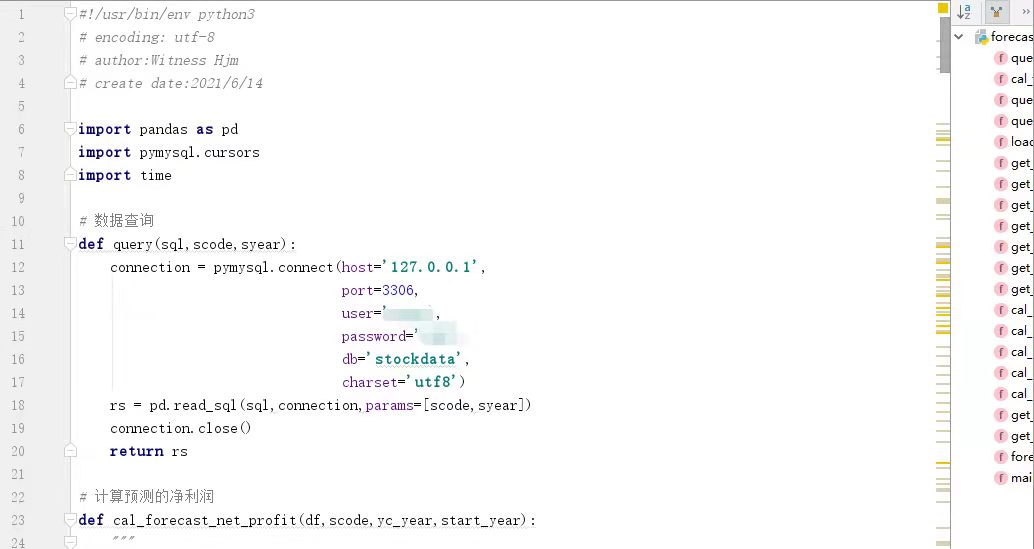 1 #!/usr/bin/env python3
2 # encoding: utf-8
3 # author:Witness Hjm
4 # create date:2021/6/14
5
6 import pandas as pd
7 import pymysql.cursors
8 import time
9
10 # 数据查询
11 def query(sql,scode,syear):
12 connection = pymysql.connect(host='127.0.0.1',
13 port=3306,
14 user=' ,
15 password='
16 db='stockdata',
17 charset='utf8')
18 rs = pd.read_sql(sql,connection,params=[scode,syear])
19 connection.close()
20 return rs
21
22 # 计算预测的净利润
23 def cal_forecast_net_profit(df,scode,yc_year,start_year):
24 """
forecas
f que
f cal_
f que
f que
f load
f get_
f get_
f get_
f get_
f get_
f get_
f get_
f cal_
f cal_
f cal_
f cal_
f cal_
f get_
f get_
f fore
f mai